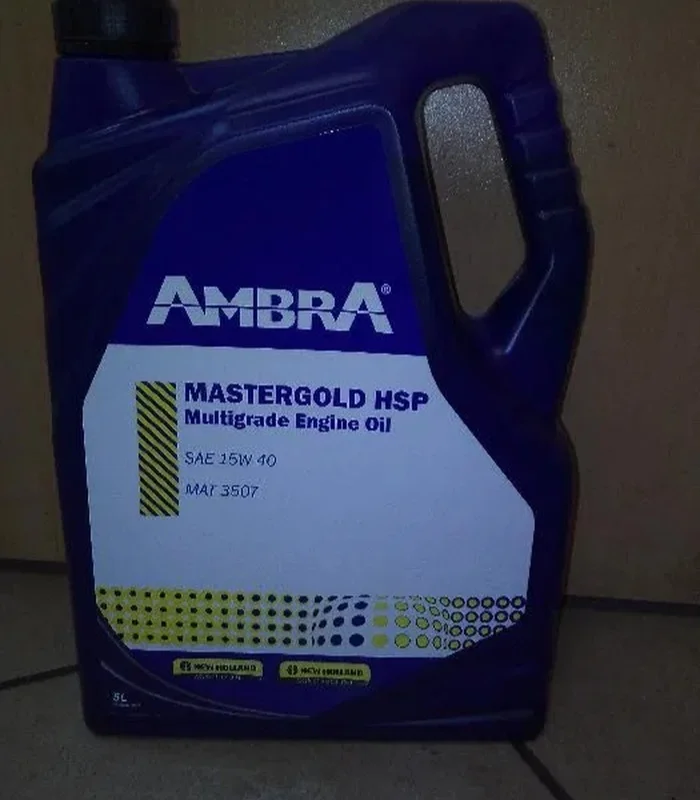 AMBRA®
MASTERGOLD HSP
Multigrade Engine Oil
SAE 15W 40
MAT 3507
NEW HOLLAND
NEW HOLLAND
5L